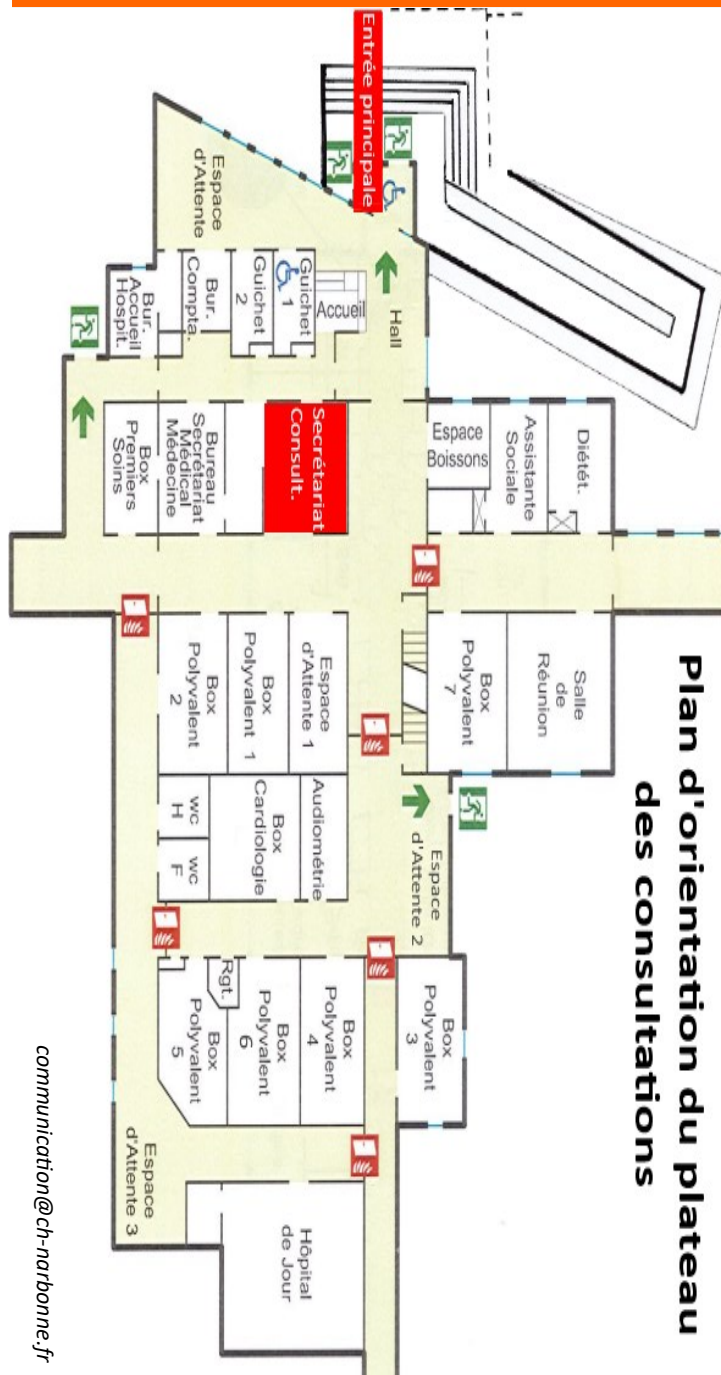 Plan d'orientation du plateau
des consultations
Entrée principale
Espace
d'Attente
Hall
Accueil
Guichet
1
Guichet
2
Bur.
Compta.
Bur.
Accueil
Hospit.
Secrétariat
Consult.
Bureau
Secrétariat
Médical
Médecine
Box
Premiers
Soins
Espace
Boissons
Assistante
Sociale
Diétét.
Salle
de
Réunion
Box
Polyvalent
7
Espace
d'Attente 1
Box
Polyvalent 1
Box
Polyvalent
2
Audiométrie
Box
Cardiologie
wc
H
wc
F
Espace
d'Attente 2
Box
Polyvalent
3
Box
Polyvalent
4
Box
Polyvalent
6
Rgt.
Box
Polyvalent
5
Espace
d'Attente 3
Hôpital
de Jour
communication@ch-narbonne.fr